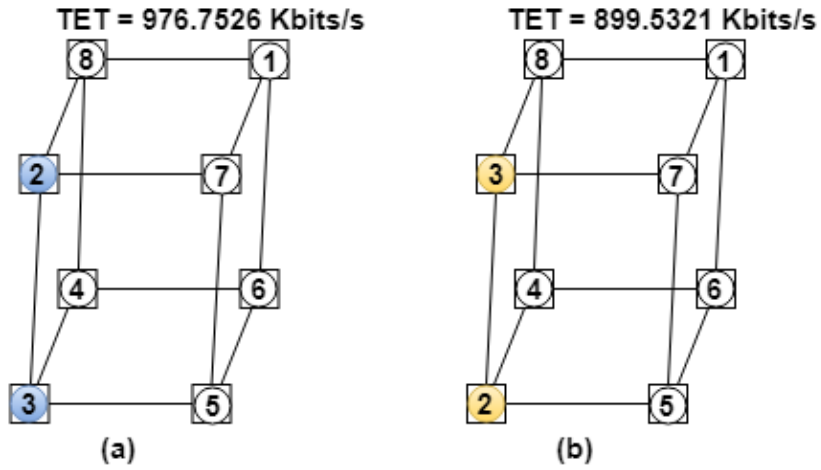 TET = 976.7526 Kbits/s TET = 899.5321 Kbits/s
8 1 8 1
2 7 3 7
4 6 4 6
3 5 2 5
(a) (b)